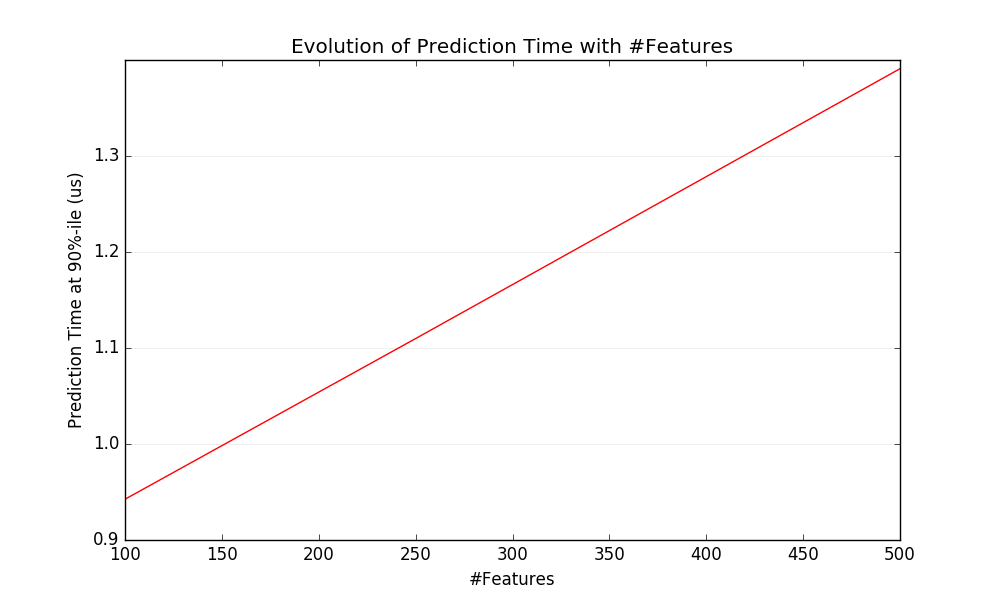 Evolution of Prediction Time with #Features
Prediction Time at 90%-ile (us)
1.3
1.2
1.1
1.0
0.9
100 150 200 250 300 350 400 450 500
#Features